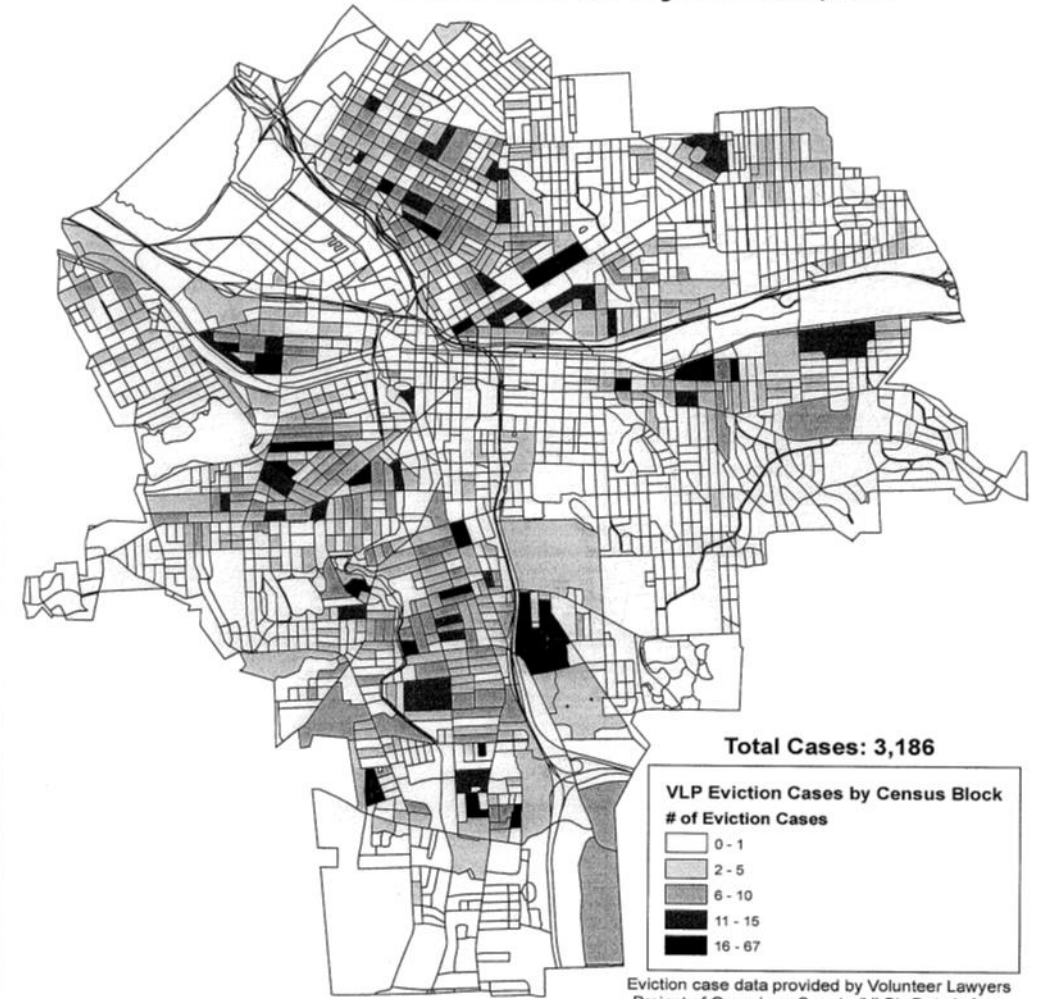 Total Cases: 3,186
VLP Eviction Cases by Census Block
# of Eviction Cases
0 - 1
2 - 5
6 - 10
11 - 15
16 - 67
Eviction case data provided by Volunteer Lawyers